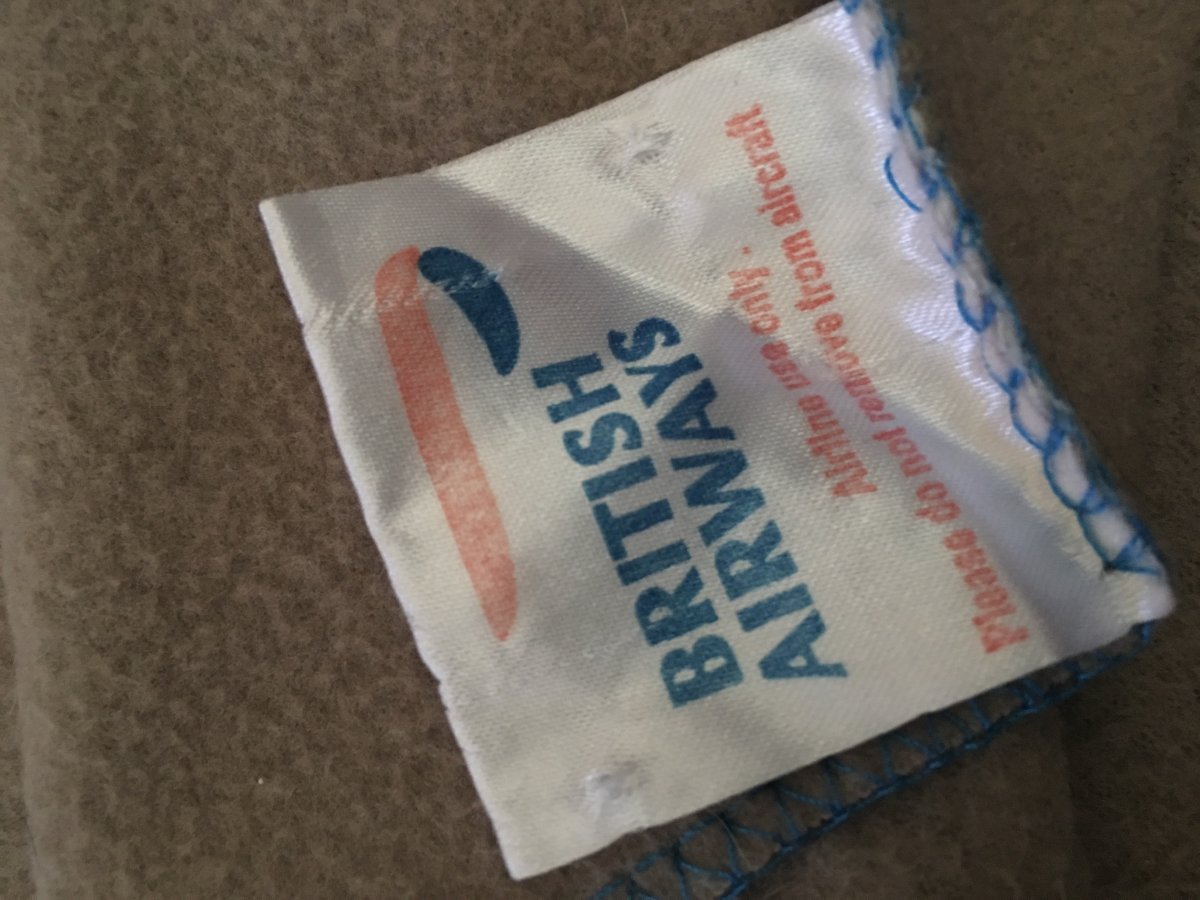 BRITISH
AIRWAYS
Airline use only .
Please do not remove from aircraft